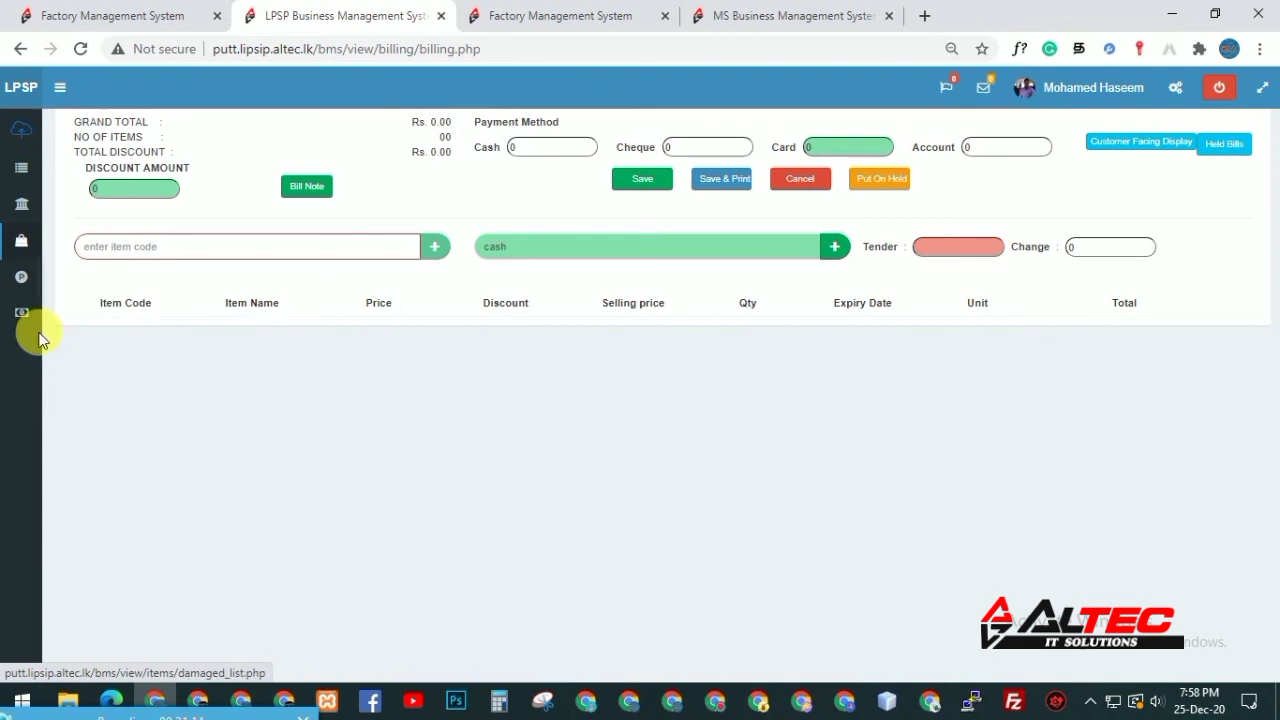 Factory Management System
LPSP Business Management Syste
Factory Management System
MS Business Management System
Not secure
putt.lipsip.altec.lk/bms/view/billing/billing.php
LPSP
0
0
Mohamed Haseem
GRAND TOTAL : Rs. 0.00
NO OF ITEMS : 00
TOTAL DISCOUNT : Rs. 0.00
DISCOUNT AMOUNT
0
Bill Note
Payment Method
Cash 0 Cheque 0 Card 0 Account 0
Customer Facing Display
Held Bills
Save
Save & Print
Cancel
Put On Hold
enter item code
+
cash
+
Tender :
Change : 0
Item Code Item Name Price Discount Selling price Qty Expiry Date Unit Total
ALTEC
IT SOLUTIONS
putt.lipsip.altec.lk/bms/view/items/damaged_list.php
7:58 PM
25-Dec-20